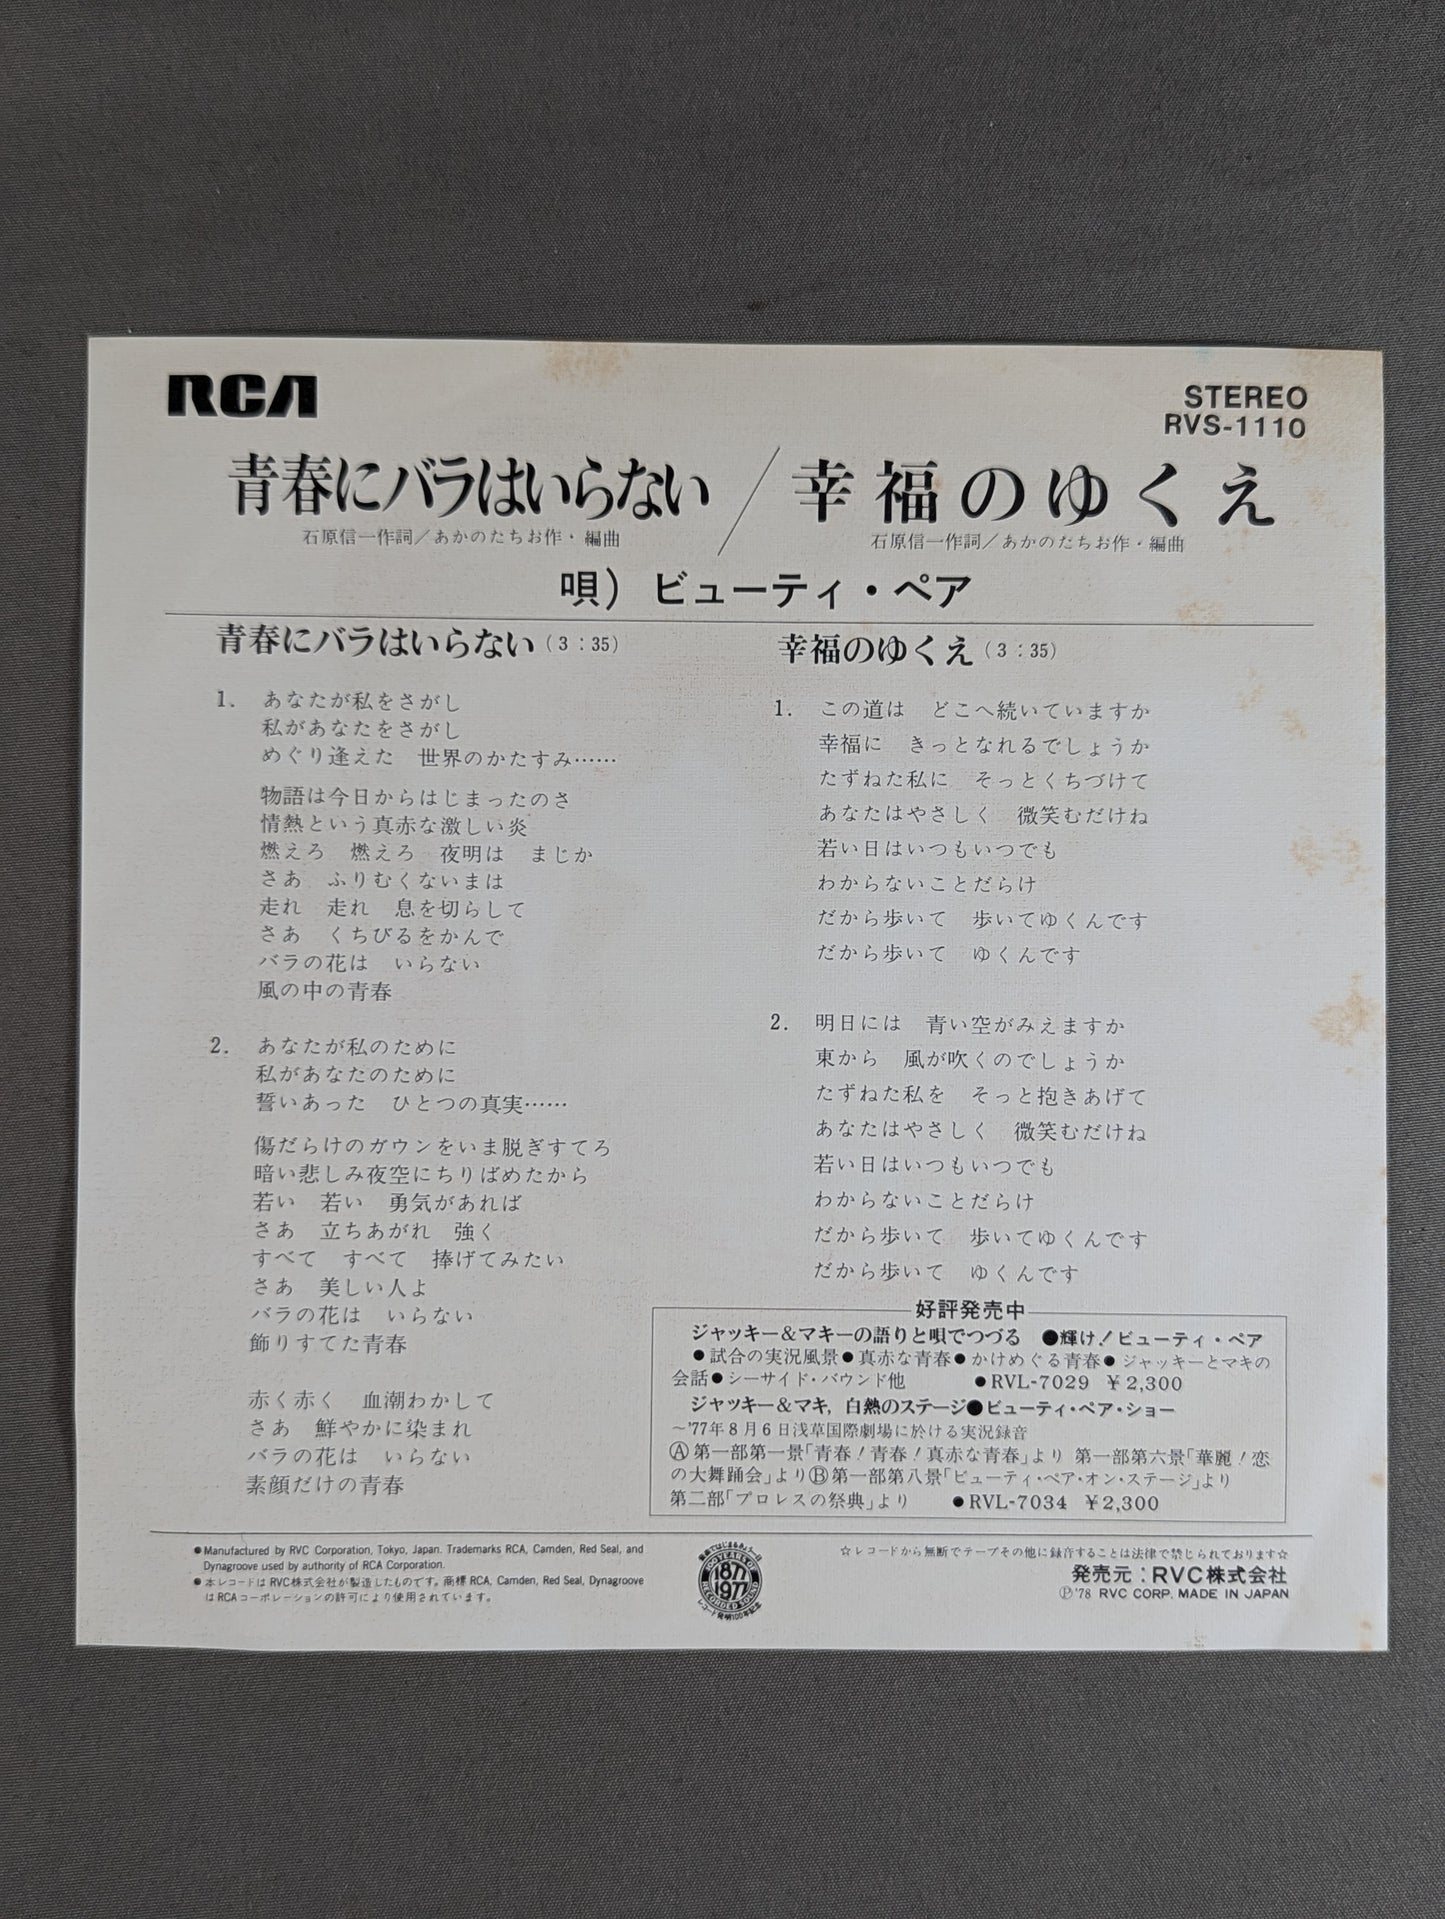 RCA
STEREO
RVS-1110
青春にバラはいらない／幸福のゆくえ
石原信一作詞／あかのたちお作・編曲
石原信一作詞／あかのたちお作・編曲
唄）ビューティ・ペア
青春にバラはいらない（3：35）
1． あなたが私をさがし
私があなたをさがし
めぐり逢えた　世界のかたすみ……
物語は今日からはじまったのさ
情熱という真赤な激しい炎
燃えろ　燃えろ　夜明は　まじか
さあ　ふりむくないまは
走れ　走れ　息を切らして
さあ　くちびるをかんで
バラの花は　いらない
風の中の青春
2． あなたが私のために
私があなたのために
誓いあった　ひとつの真実……
傷だらけのガウンをいま脱ぎすてろ
暗い悲しみ夜空にちりばめたから
若い　若い　勇気があれば
さあ　立ちあがれ　強く
すべて　すべて　捧げてみたい
さあ　美しい人よ
バラの花は　いらない
飾りすてた青春
赤く赤く　血潮わかして
さあ　鮮やかに染まれ
バラの花は　いらない
素顔だけの青春
幸福のゆくえ（3：35）
1． この道は　どこへ続いていますか
幸福に　きっとなれるでしょうか
たずねた私に　そっとくちづけて
あなたはやさしく　微笑むだけね
若い日はいつもいつでも
わからないことだらけ
だから歩いて　歩いてゆくんです
だから歩いて　ゆくんです
2． 明日には　青い空がみえますか
東から　風が吹くのでしょうか
たずねた私を　そっと抱きあげて
あなたはやさしく　微笑むだけね
若い日はいつもいつでも
わからないことだらけ
だから歩いて　歩いてゆくんです
だから歩いて　ゆくんです
好評発売中
ジャッキー＆マキーの語りと唄でつづる　●輝け！ビューティ・ペア
●試合の実況風景●真赤な青春●かけめぐる青春●ジャッキーとマキの
会話●シーサイド・バウンド他　●RVL-7029　￥2,300
ジャッキー＆マキ，白熱のステージ●ビューティ・ペア・ショー
〜’77年８月６日浅草国際劇場に於ける実況録音
Ⓐ第一部第一景「青春！青春！真赤な青春」より 第一部第六景「華麗！恋
の大舞踊会」よりⒷ第一部第八景「ビューティ・ペア・オン・ステージ」より
第二部「プロレスの祭典」より　●RVL-7034　￥2,300
●Manufactured by RVC Corporation, Tokyo, Japan. Trademarks RCA, Camden, Red Seal, and
Dynagroove used by authority of RCA Corporation.
●本レコードはRVC株式会社が製造したものです。商標RCA, Camden, Red Seal, Dynagroove
はRCAコーポレーションの許可により使用されています。
音楽ではじまるあしたー日
100 YEARS OF
1877
1977
RECORDED SOUND
レコード発明100年記念
☆レコードから無断でテープその他に録音することは法律で禁じられております☆
発売元：RVC株式会社
Ⓟ’78 RVC CORP. MADE IN JAPAN